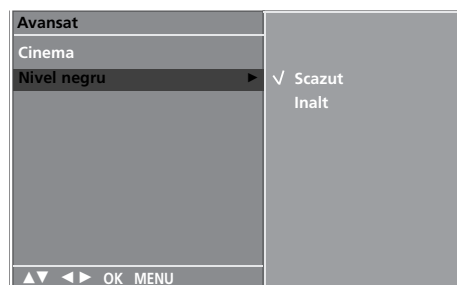 Avansat
Cinema
Nivel negru ►
√ Scazut
Inalt
▲▼ ◄► OK MENU